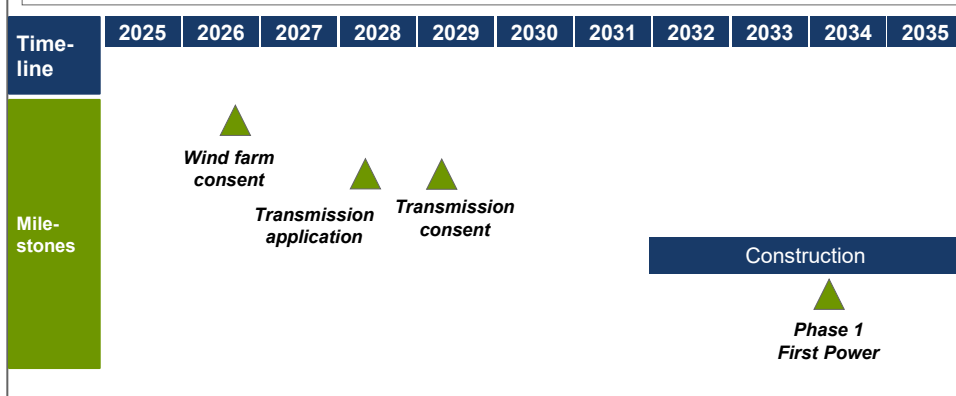 Time-
line
2025 2026 2027 2028 2029 2030 2031 2032 2033 2034 2035
Wind farm
consent
Transmission
application
Transmission
consent
Mile-
stones
Construction
Phase 1
First Power